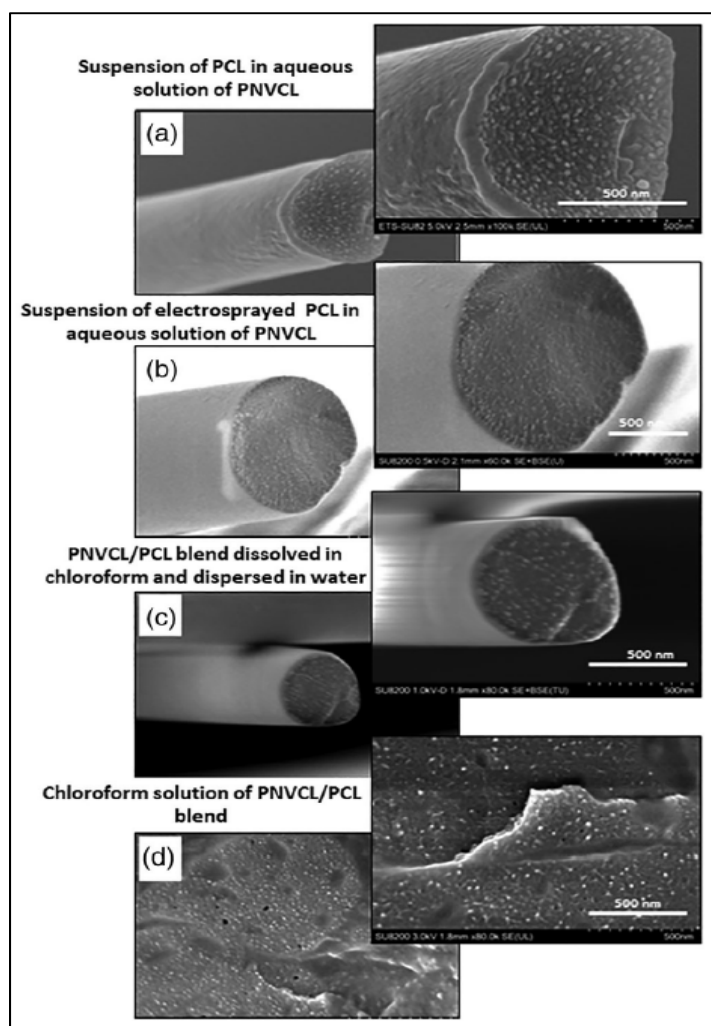 Suspension of PCL in aqueous
solution of PNVCL
(a)
500 nm
ETS-SU82 5.0kV 2.5mm x100k SE(UL)
500nm
Suspension of electrosprayed PCL in
aqueous solution of PNVCL
(b)
500 nm
SU8200 0.5kV-D 2.1mm x60.0k SE+BSE(U)
500nm
PNVCL/PCL blend dissolved in
chloroform and dispersed in water
(c)
500 nm
SU8200 1.0kV-D 1.8mm x80.0k SE+BSE(TU)
500nm
Chloroform solution of PNVCL/PCL
blend
(d)
500 nm
SU8200 3.0kV 1.8mm x80.0k SE(UL)
500nm